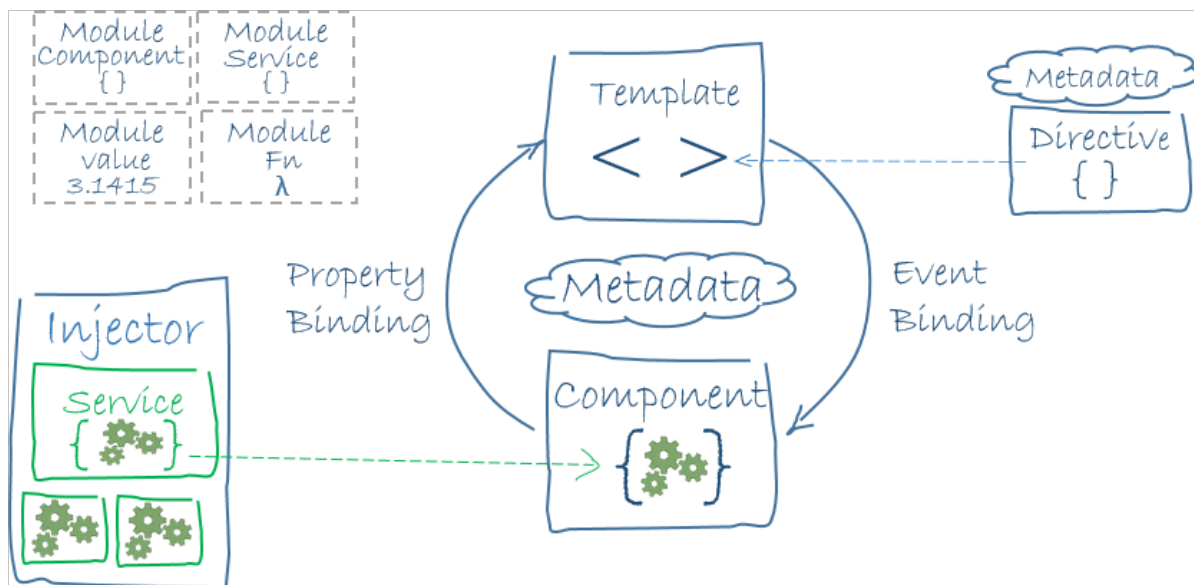 Module
Component
{ }
Module
Service
{ }
Module
value
3.1415
Module
Fn
λ
Template
< >
Metadata
Directive
{ }
Property
Binding
Metadata
Event
Binding
Injector
Service
{ }
Component
{ }